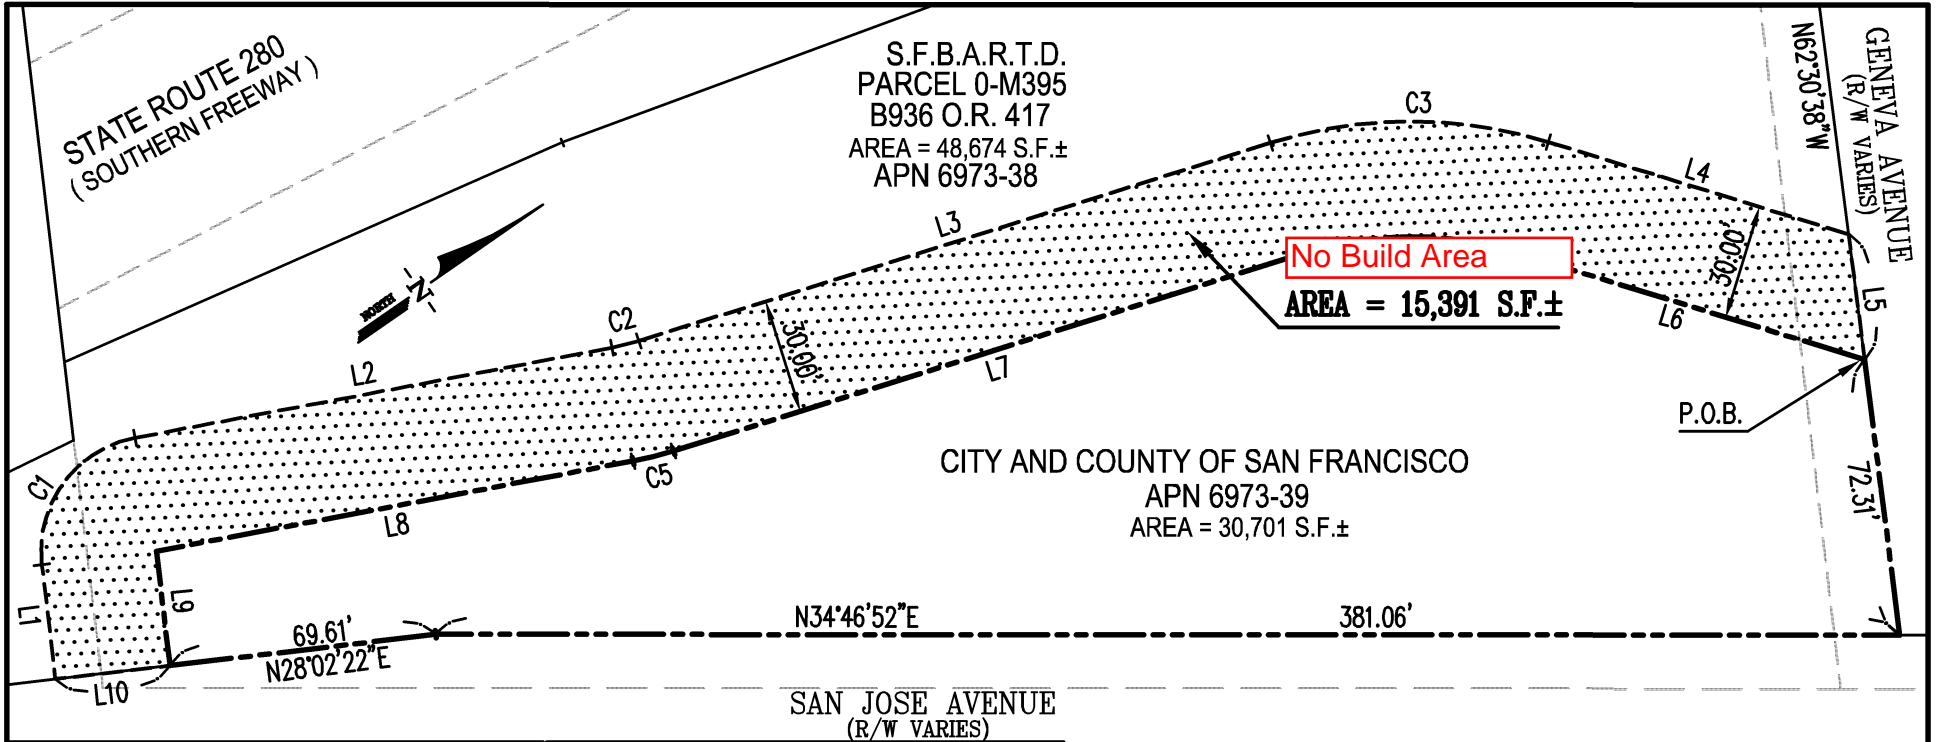 STATE ROUTE 280
( SOUTHERN FREEWAY )
S.F.B.A.R.T.D.
PARCEL 0-M395
B936 O.R. 417
AREA = 48,674 S.F.±
APN 6973-38
C3
N62°30'38"W
GENEVA AVENUE
(R/W VARIES)
L4
L3
No Build Area
AREA = 15,391 S.F.±
30.00'
L5
L6
NORTH
N
C2
30.00'
L2
L7
P.O.B.
CITY AND COUNTY OF SAN FRANCISCO
APN 6973-39
AREA = 30,701 S.F.±
72.31'
C5
C1
L8
L1
L9
69.61'
N28°02'22"E
N34°46'52"E
381.06'
L10
SAN JOSE AVENUE
(R/W VARIES)